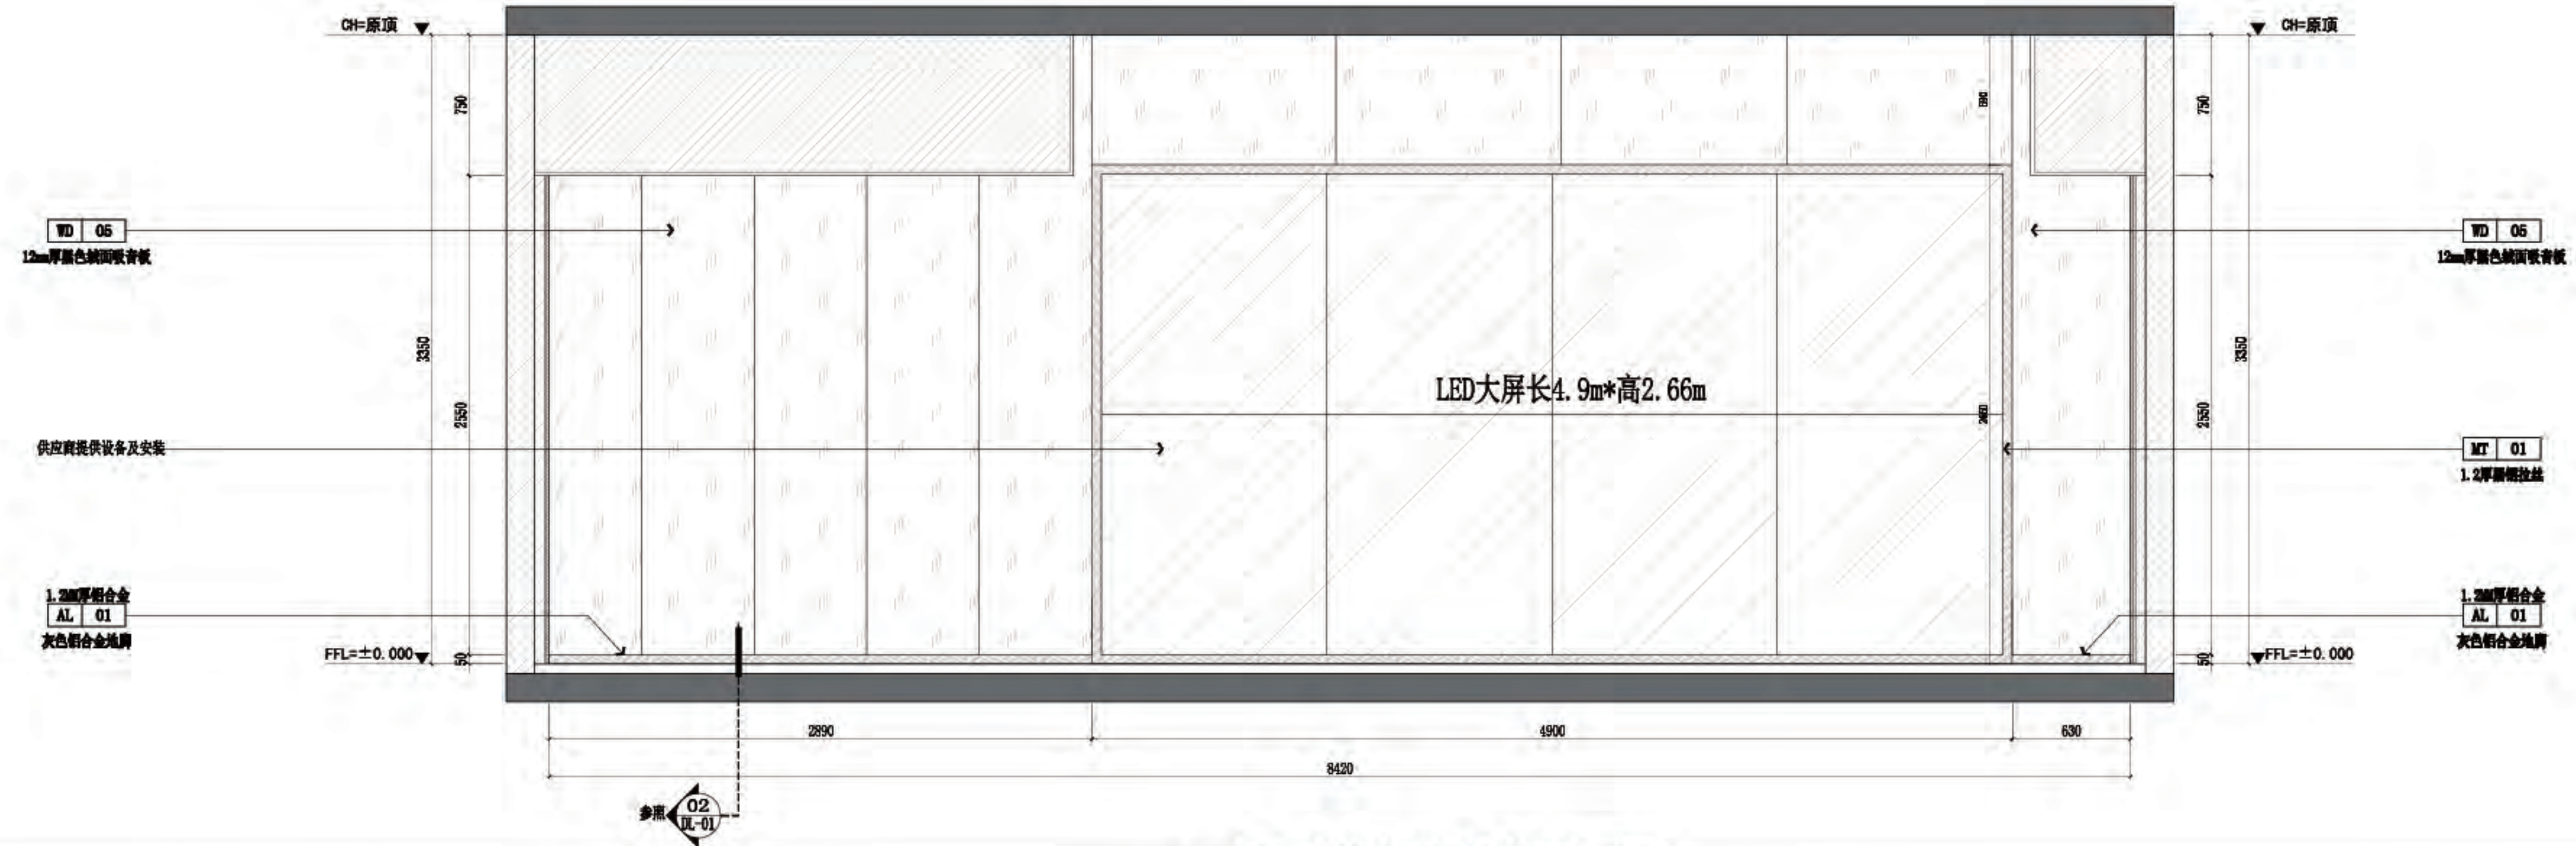 CH=原顶
CH=原顶
750
750
WD 05
12mm厚 色绒面吸音板
WD 05
12mm厚 色绒面吸音板
3350
2550
3350
2550
LED大屏长4.9m*高2.66m
供应商提供设备及安装
MT 01
1.2厚 拉丝
1.2MM厚铝合金
AL 01
灰色铝合金地脚
1.2MM厚铝合金
AL 01
灰色铝合金地脚
FFL=±0.000
50
50
FFL=±0.000
2890
4900
630
8420
参照
02
DL-01